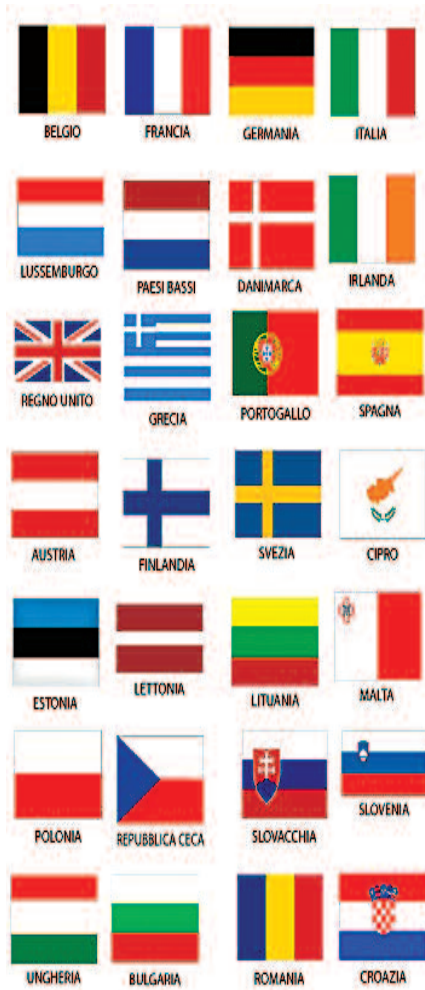 BELGIO FRANCIA GERMANIA ITALIA
LUSSEMBURGO PAESI BASSI DANIMARCA IRLANDA
REGNO UNITO GRECIA PORTOGALLO SPAGNA
AUSTRIA FINLANDIA SVEZIA CIPRO
ESTONIA LETTONIA LITUANIA MALTA
POLONIA REPUBBLICA CECA SLOVACCHIA SLOVENIA
UNGHERIA BULGARIA ROMANIA CROAZIA